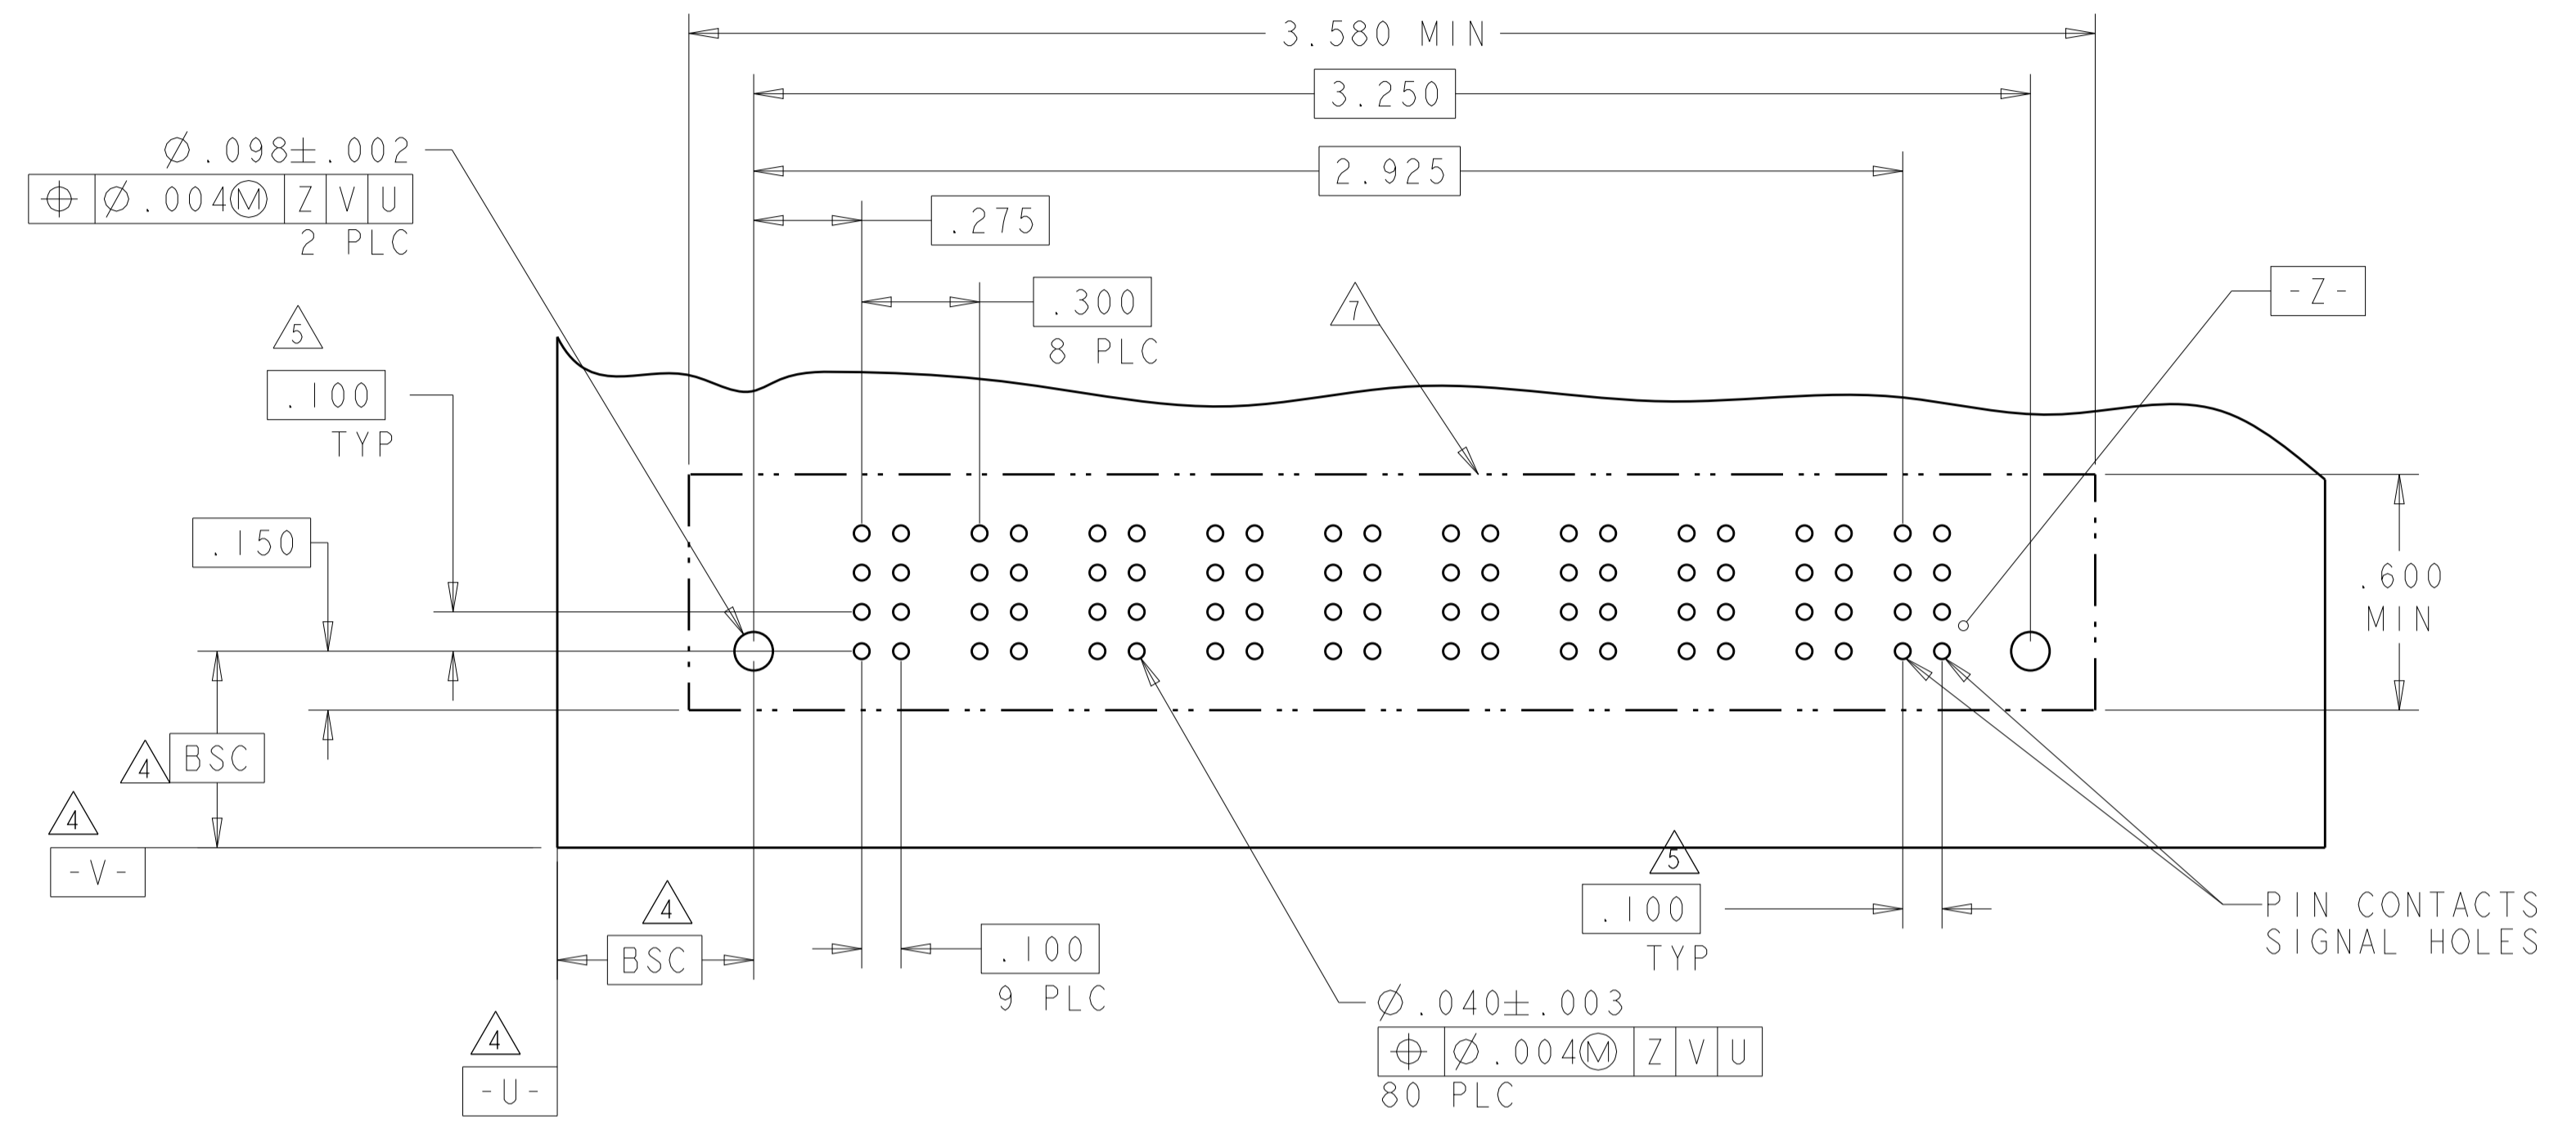 3.580 MIN
3.250
Ø.098±.002
2.925
⌖ Ø.004Ⓜ Z V U
2 PLC
.275
-Z-
.300
8 PLC
7
5
.100
TYP
.150
.600
MIN
4 BSC
4
-V-
5
.100
TYP
4
BSC
.100
9 PLC
PIN CONTACTS
SIGNAL HOLES
Ø.040±.003
⌖ Ø.004Ⓜ Z V U
80 PLC
4
-U-